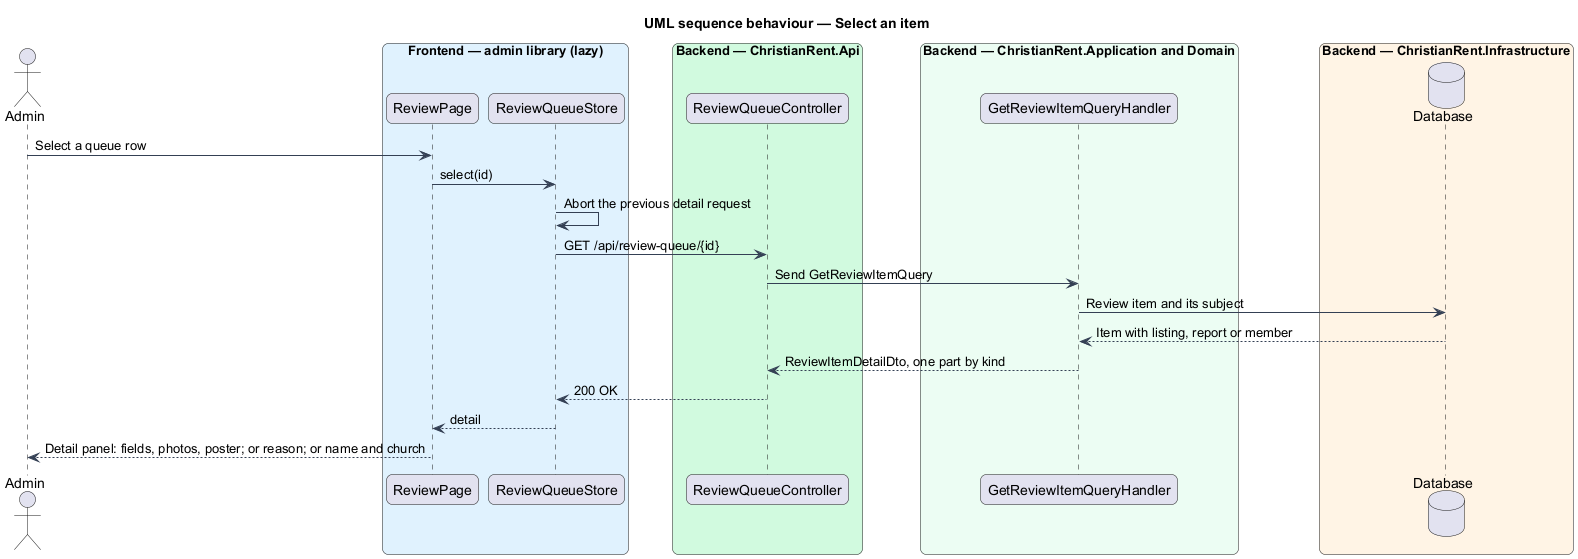 UML sequence behaviour — Select an item
Frontend — admin library (lazy)
Backend — ChristianRent.Api
Backend — ChristianRent.Application and Domain
Backend — ChristianRent.Infrastructure
Admin
ReviewPage
ReviewQueueStore
ReviewQueueController
GetReviewItemQueryHandler
Database
Select a queue row
select(id)
Abort the previous detail request
GET /api/review-queue/{id}
Send GetReviewItemQuery
Review item and its subject
Item with listing, report or member
ReviewItemDetailDto, one part by kind
200 OK
detail
Detail panel: fields, photos, poster; or reason; or name and church
Admin
ReviewPage
ReviewQueueStore
ReviewQueueController
GetReviewItemQueryHandler
Database